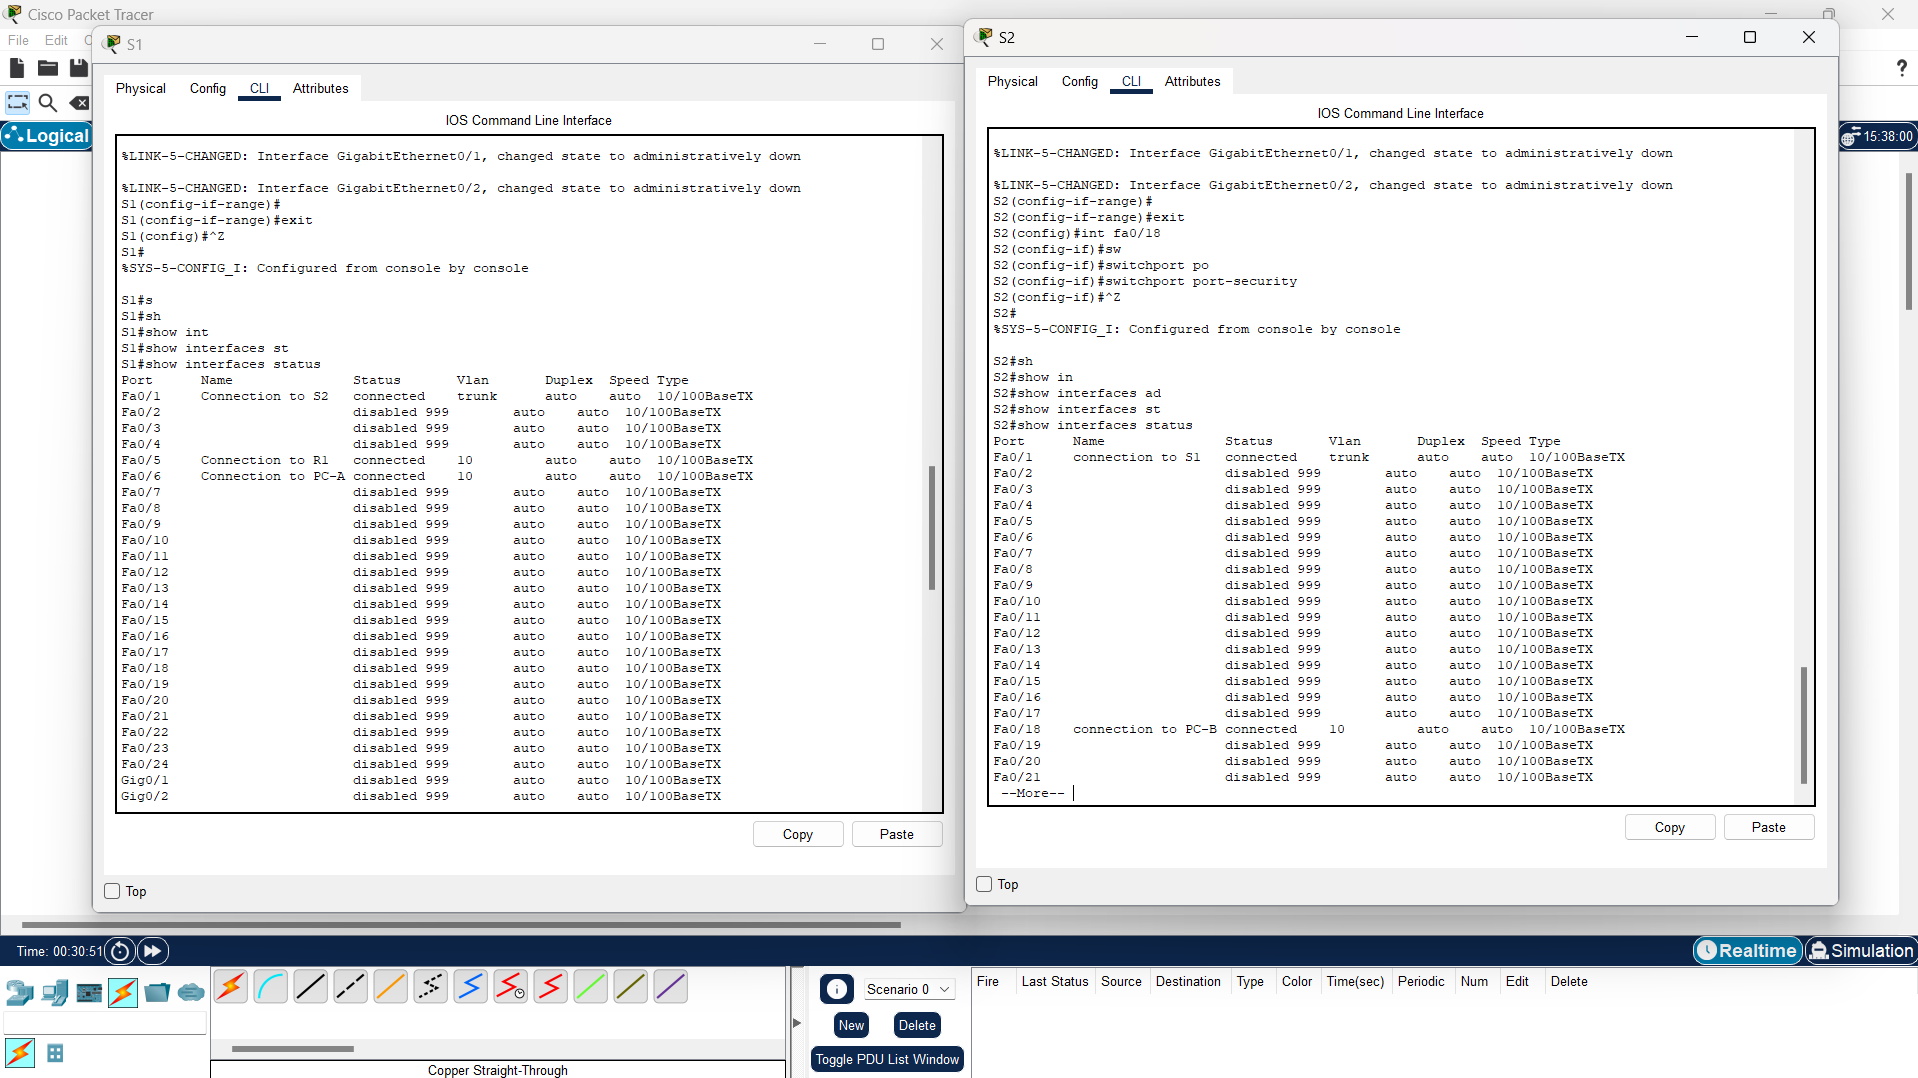 Cisco Packet Tracer
File Edit C
Logical
S1
Physical Config CLI Attributes
IOS Command Line Interface
%LINK-5-CHANGED: Interface GigabitEthernet0/1, changed state to administratively down
%LINK-5-CHANGED: Interface GigabitEthernet0/2, changed state to administratively down
S1(config-if-range)#
S1(config-if-range)#exit
S1(config)#^Z
S1#
%SYS-5-CONFIG_I: Configured from console by console
S1#s
S1#sh
S1#show int
S1#show interfaces st
S1#show interfaces status
Port Name Status Vlan Duplex Speed Type
Fa0/1 Connection to S2 connected trunk auto auto 10/100BaseTX
Fa0/2 disabled 999 auto auto 10/100BaseTX
Fa0/3 disabled 999 auto auto 10/100BaseTX
Fa0/4 disabled 999 auto auto 10/100BaseTX
Fa0/5 Connection to R1 connected 10 auto auto 10/100BaseTX
Fa0/6 Connection to PC-A connected 10 auto auto 10/100BaseTX
Fa0/7 disabled 999 auto auto 10/100BaseTX
Fa0/8 disabled 999 auto auto 10/100BaseTX
Fa0/9 disabled 999 auto auto 10/100BaseTX
Fa0/10 disabled 999 auto auto 10/100BaseTX
Fa0/11 disabled 999 auto auto 10/100BaseTX
Fa0/12 disabled 999 auto auto 10/100BaseTX
Fa0/13 disabled 999 auto auto 10/100BaseTX
Fa0/14 disabled 999 auto auto 10/100BaseTX
Fa0/15 disabled 999 auto auto 10/100BaseTX
Fa0/16 disabled 999 auto auto 10/100BaseTX
Fa0/17 disabled 999 auto auto 10/100BaseTX
Fa0/18 disabled 999 auto auto 10/100BaseTX
Fa0/19 disabled 999 auto auto 10/100BaseTX
Fa0/20 disabled 999 auto auto 10/100BaseTX
Fa0/21 disabled 999 auto auto 10/100BaseTX
Fa0/22 disabled 999 auto auto 10/100BaseTX
Fa0/23 disabled 999 auto auto 10/100BaseTX
Fa0/24 disabled 999 auto auto 10/100BaseTX
Gig0/1 disabled 999 auto auto 10/100BaseTX
Gig0/2 disabled 999 auto auto 10/100BaseTX
Copy Paste
Top
S2
Physical Config CLI Attributes
IOS Command Line Interface
%LINK-5-CHANGED: Interface GigabitEthernet0/1, changed state to administratively down
%LINK-5-CHANGED: Interface GigabitEthernet0/2, changed state to administratively down
S2(config-if-range)#
S2(config-if-range)#exit
S2(config)#int fa0/18
S2(config-if)#sw
S2(config-if)#switchport po
S2(config-if)#switchport port-security
S2(config-if)#^Z
S2#
%SYS-5-CONFIG_I: Configured from console by console
S2#sh
S2#show in
S2#show interfaces ad
S2#show interfaces st
S2#show interfaces status
Port Name Status Vlan Duplex Speed Type
Fa0/1 connection to S1 connected trunk auto auto 10/100BaseTX
Fa0/2 disabled 999 auto auto 10/100BaseTX
Fa0/3 disabled 999 auto auto 10/100BaseTX
Fa0/4 disabled 999 auto auto 10/100BaseTX
Fa0/5 disabled 999 auto auto 10/100BaseTX
Fa0/6 disabled 999 auto auto 10/100BaseTX
Fa0/7 disabled 999 auto auto 10/100BaseTX
Fa0/8 disabled 999 auto auto 10/100BaseTX
Fa0/9 disabled 999 auto auto 10/100BaseTX
Fa0/10 disabled 999 auto auto 10/100BaseTX
Fa0/11 disabled 999 auto auto 10/100BaseTX
Fa0/12 disabled 999 auto auto 10/100BaseTX
Fa0/13 disabled 999 auto auto 10/100BaseTX
Fa0/14 disabled 999 auto auto 10/100BaseTX
Fa0/15 disabled 999 auto auto 10/100BaseTX
Fa0/16 disabled 999 auto auto 10/100BaseTX
Fa0/17 disabled 999 auto auto 10/100BaseTX
Fa0/18 connection to PC-B connected 10 auto auto 10/100BaseTX
Fa0/19 disabled 999 auto auto 10/100BaseTX
Fa0/20 disabled 999 auto auto 10/100BaseTX
Fa0/21 disabled 999 auto auto 10/100BaseTX
--More--
Copy Paste
Top
?
15:38:00
Time: 00:30:51
Realtime Simulation
Copper Straight-Through
Scenario 0
New Delete
Toggle PDU List Window
Fire Last Status Source Destination Type Color Time(sec) Periodic Num Edit Delete